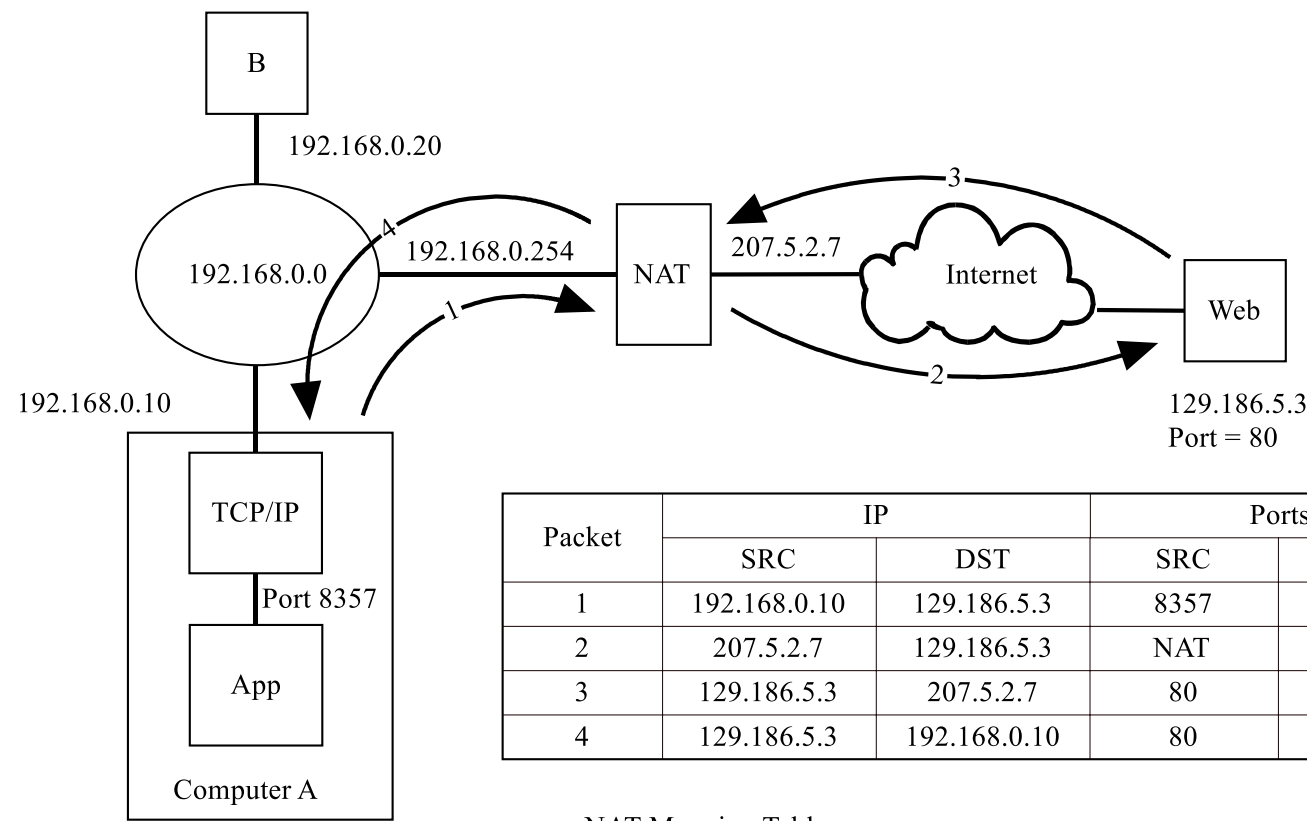 B
192.168.0.20
3
4
192.168.0.254
207.5.2.7
192.168.0.0
NAT
Internet
1
Web
2
192.168.0.10
129.186.5.3
Port = 80
TCP/IP
Port 8357
App
Computer A
Packet IP Ports
SRC DST SRC
1 192.168.0.10 129.186.5.3 8357
2 207.5.2.7 129.186.5.3 NAT
3 129.186.5.3 207.5.2.7 80
4 129.186.5.3 192.168.0.10 80